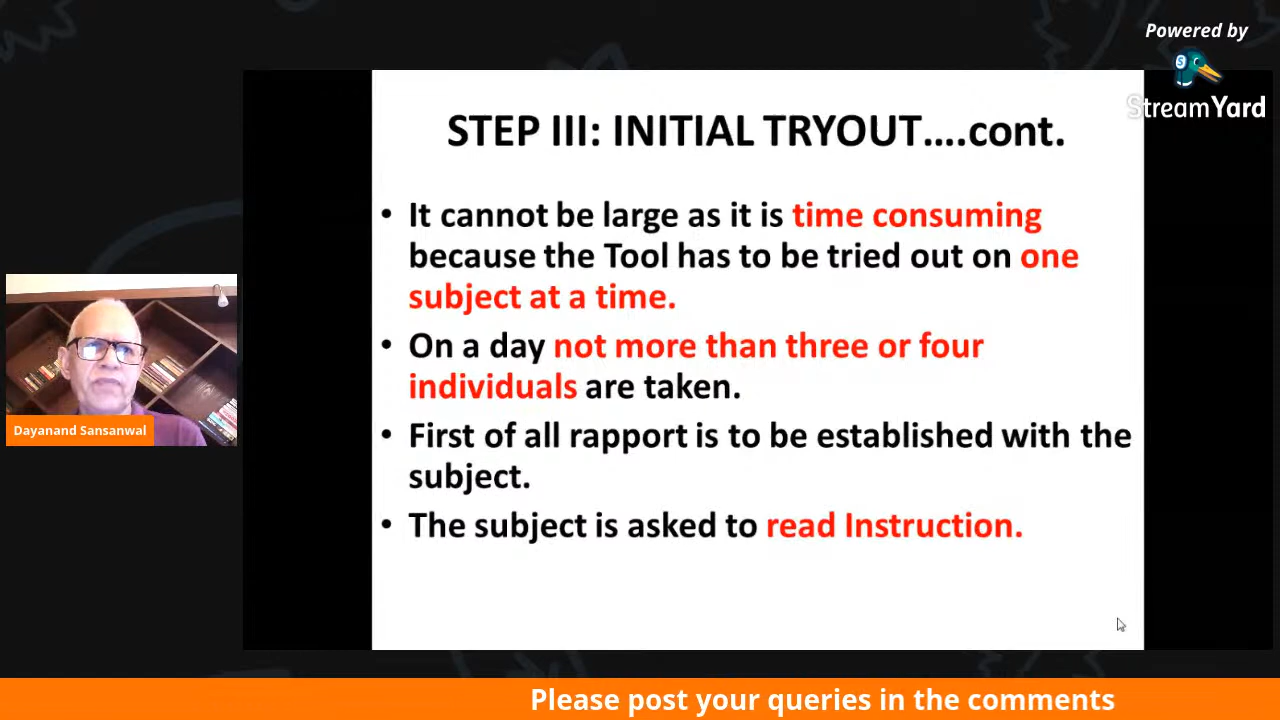 Powered by
StreamYard
STEP III: INITIAL TRYOUT....cont.
• It cannot be large as it is time consuming
because the Tool has to be tried out on one
subject at a time.
• On a day not more than three or four
individuals are taken.
• First of all rapport is to be established with the
subject.
• The subject is asked to read Instruction.
Dayanand Sansanwal
Please post your queries in the comments